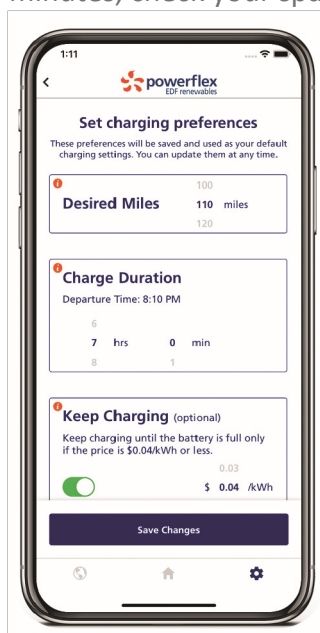 minutes, check your spa
1:11
powerflex
EDF renewables
Set charging preferences
These preferences will be saved and used as your default
charging settings. You can update them at any time.
Desired Miles
100
110 miles
120
Charge Duration
Departure Time: 8:10 PM
6
7 hrs 0 min
8 1
Keep Charging (optional)
Keep charging until the battery is full only
if the price is $0.04/kWh or less.
0.03
$ 0.04 /kWh
Save Changes